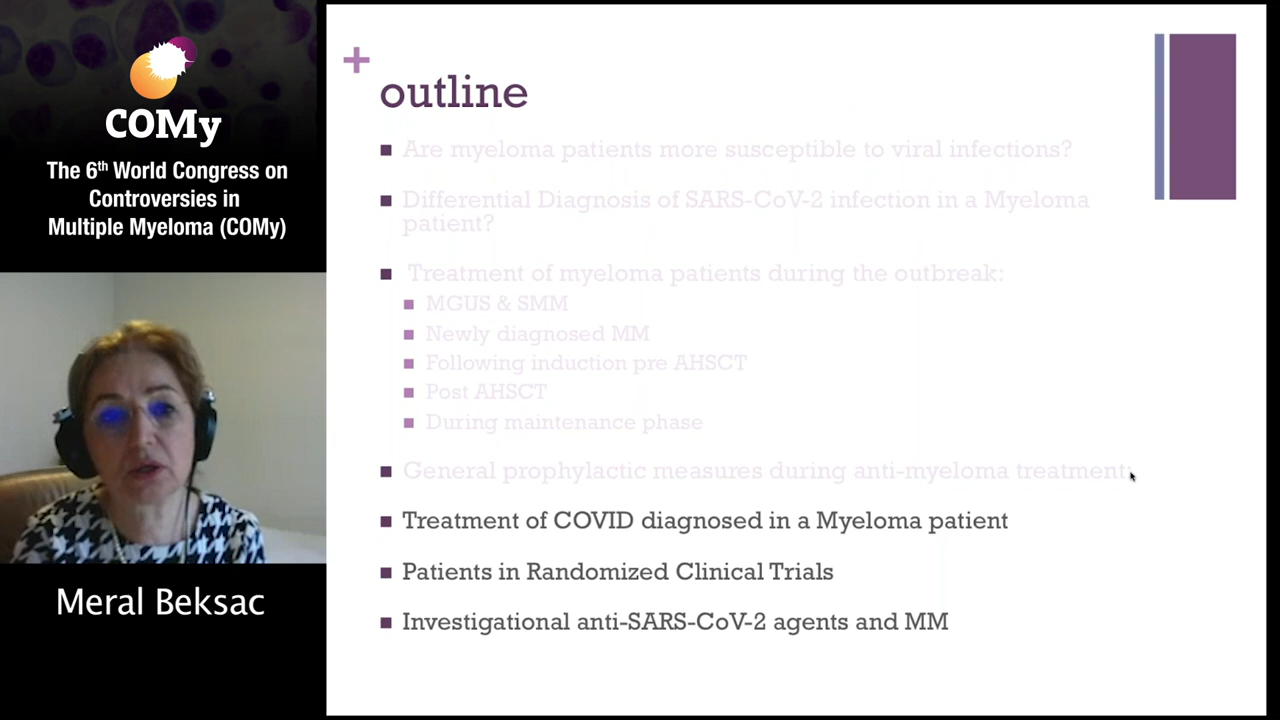 COMy
The 6th World Congress on
Controversies in
Multiple Myeloma (COMy)
Meral Beksac
+
outline
Are myeloma patients more susceptible to viral infections?
Differential Diagnosis of SARS-CoV-2 infection in a Myeloma
patient?
Treatment of myeloma patients during the outbreak:
MGUS & SMM
Newly diagnosed MM
Following induction pre AHSCT
Post AHSCT
During maintenance phase
General prophylactic measures during anti-myeloma treatment:
Treatment of COVID diagnosed in a Myeloma patient
Patients in Randomized Clinical Trials
Investigational anti-SARS-CoV-2 agents and MM